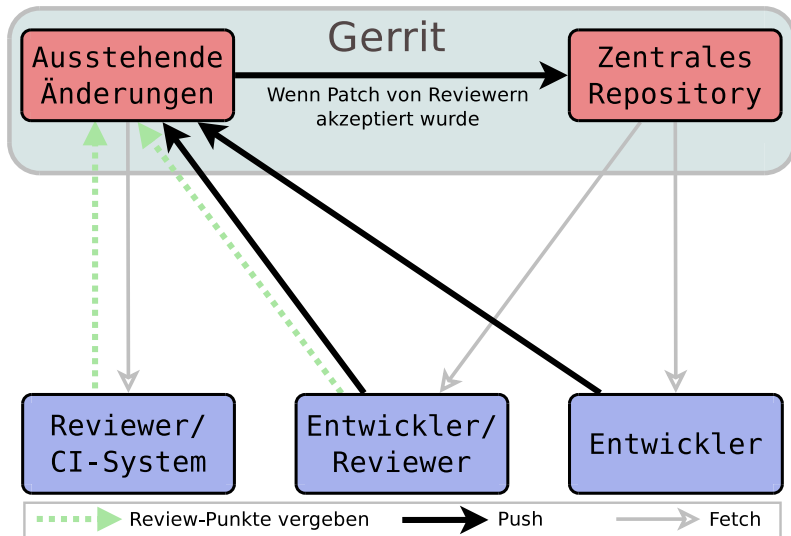 Gerrit
Ausstehende
Änderungen
Wenn Patch von Reviewern
akzeptiert wurde
Zentrales
Repository
Reviewer/
CI-System
Entwickler/
Reviewer
Entwickler
Review-Punkte vergeben
Push
Fetch